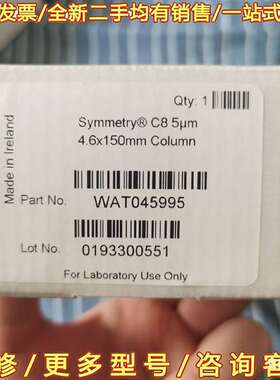 发票/全新二手均有销售/一站式
Qty: 1
Symmetry® C8 5µm
4.6x150mm Column
Made in Ireland
Part No.
WAT045995
Lot No.
0193300551
For Laboratory Use Only
修/更多型号/咨询客